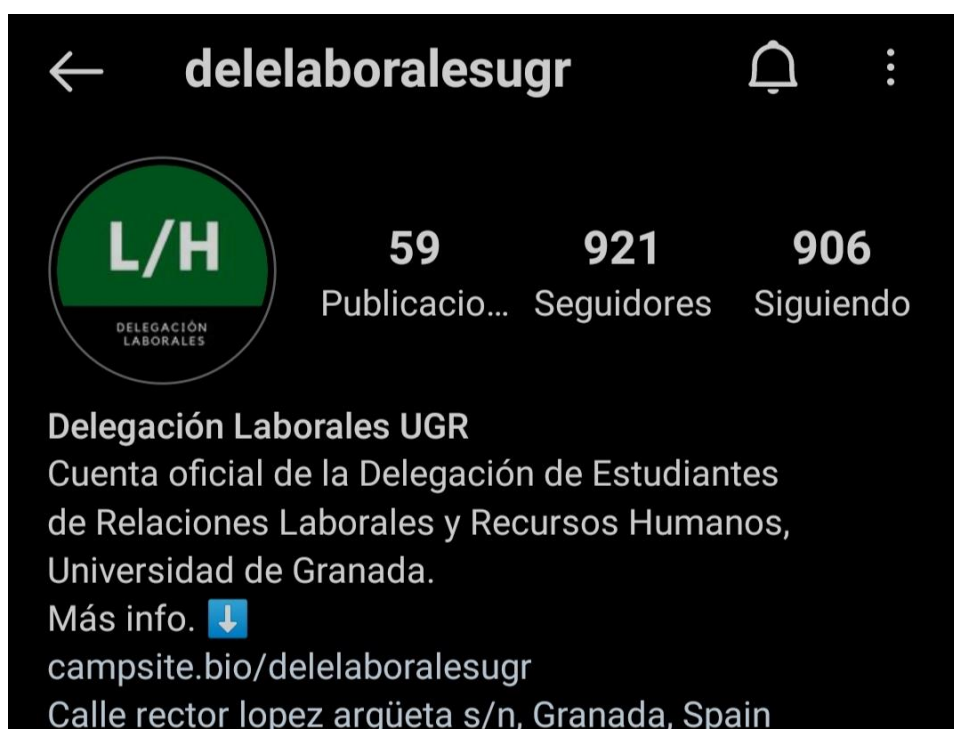 delelaboralesugr
L/H
DELEGACIÓN
LABORALES
59
921
906
Publicacio...
Seguidores
Siguiendo
Delegación Laborales UGR
Cuenta oficial de la Delegación de Estudiantes
de Relaciones Laborales y Recursos Humanos,
Universidad de Granada.
Más info. ⬇️
campsite.bio/delelaboralesugr
Calle rector lopez argüeta s/n, Granada, Spain